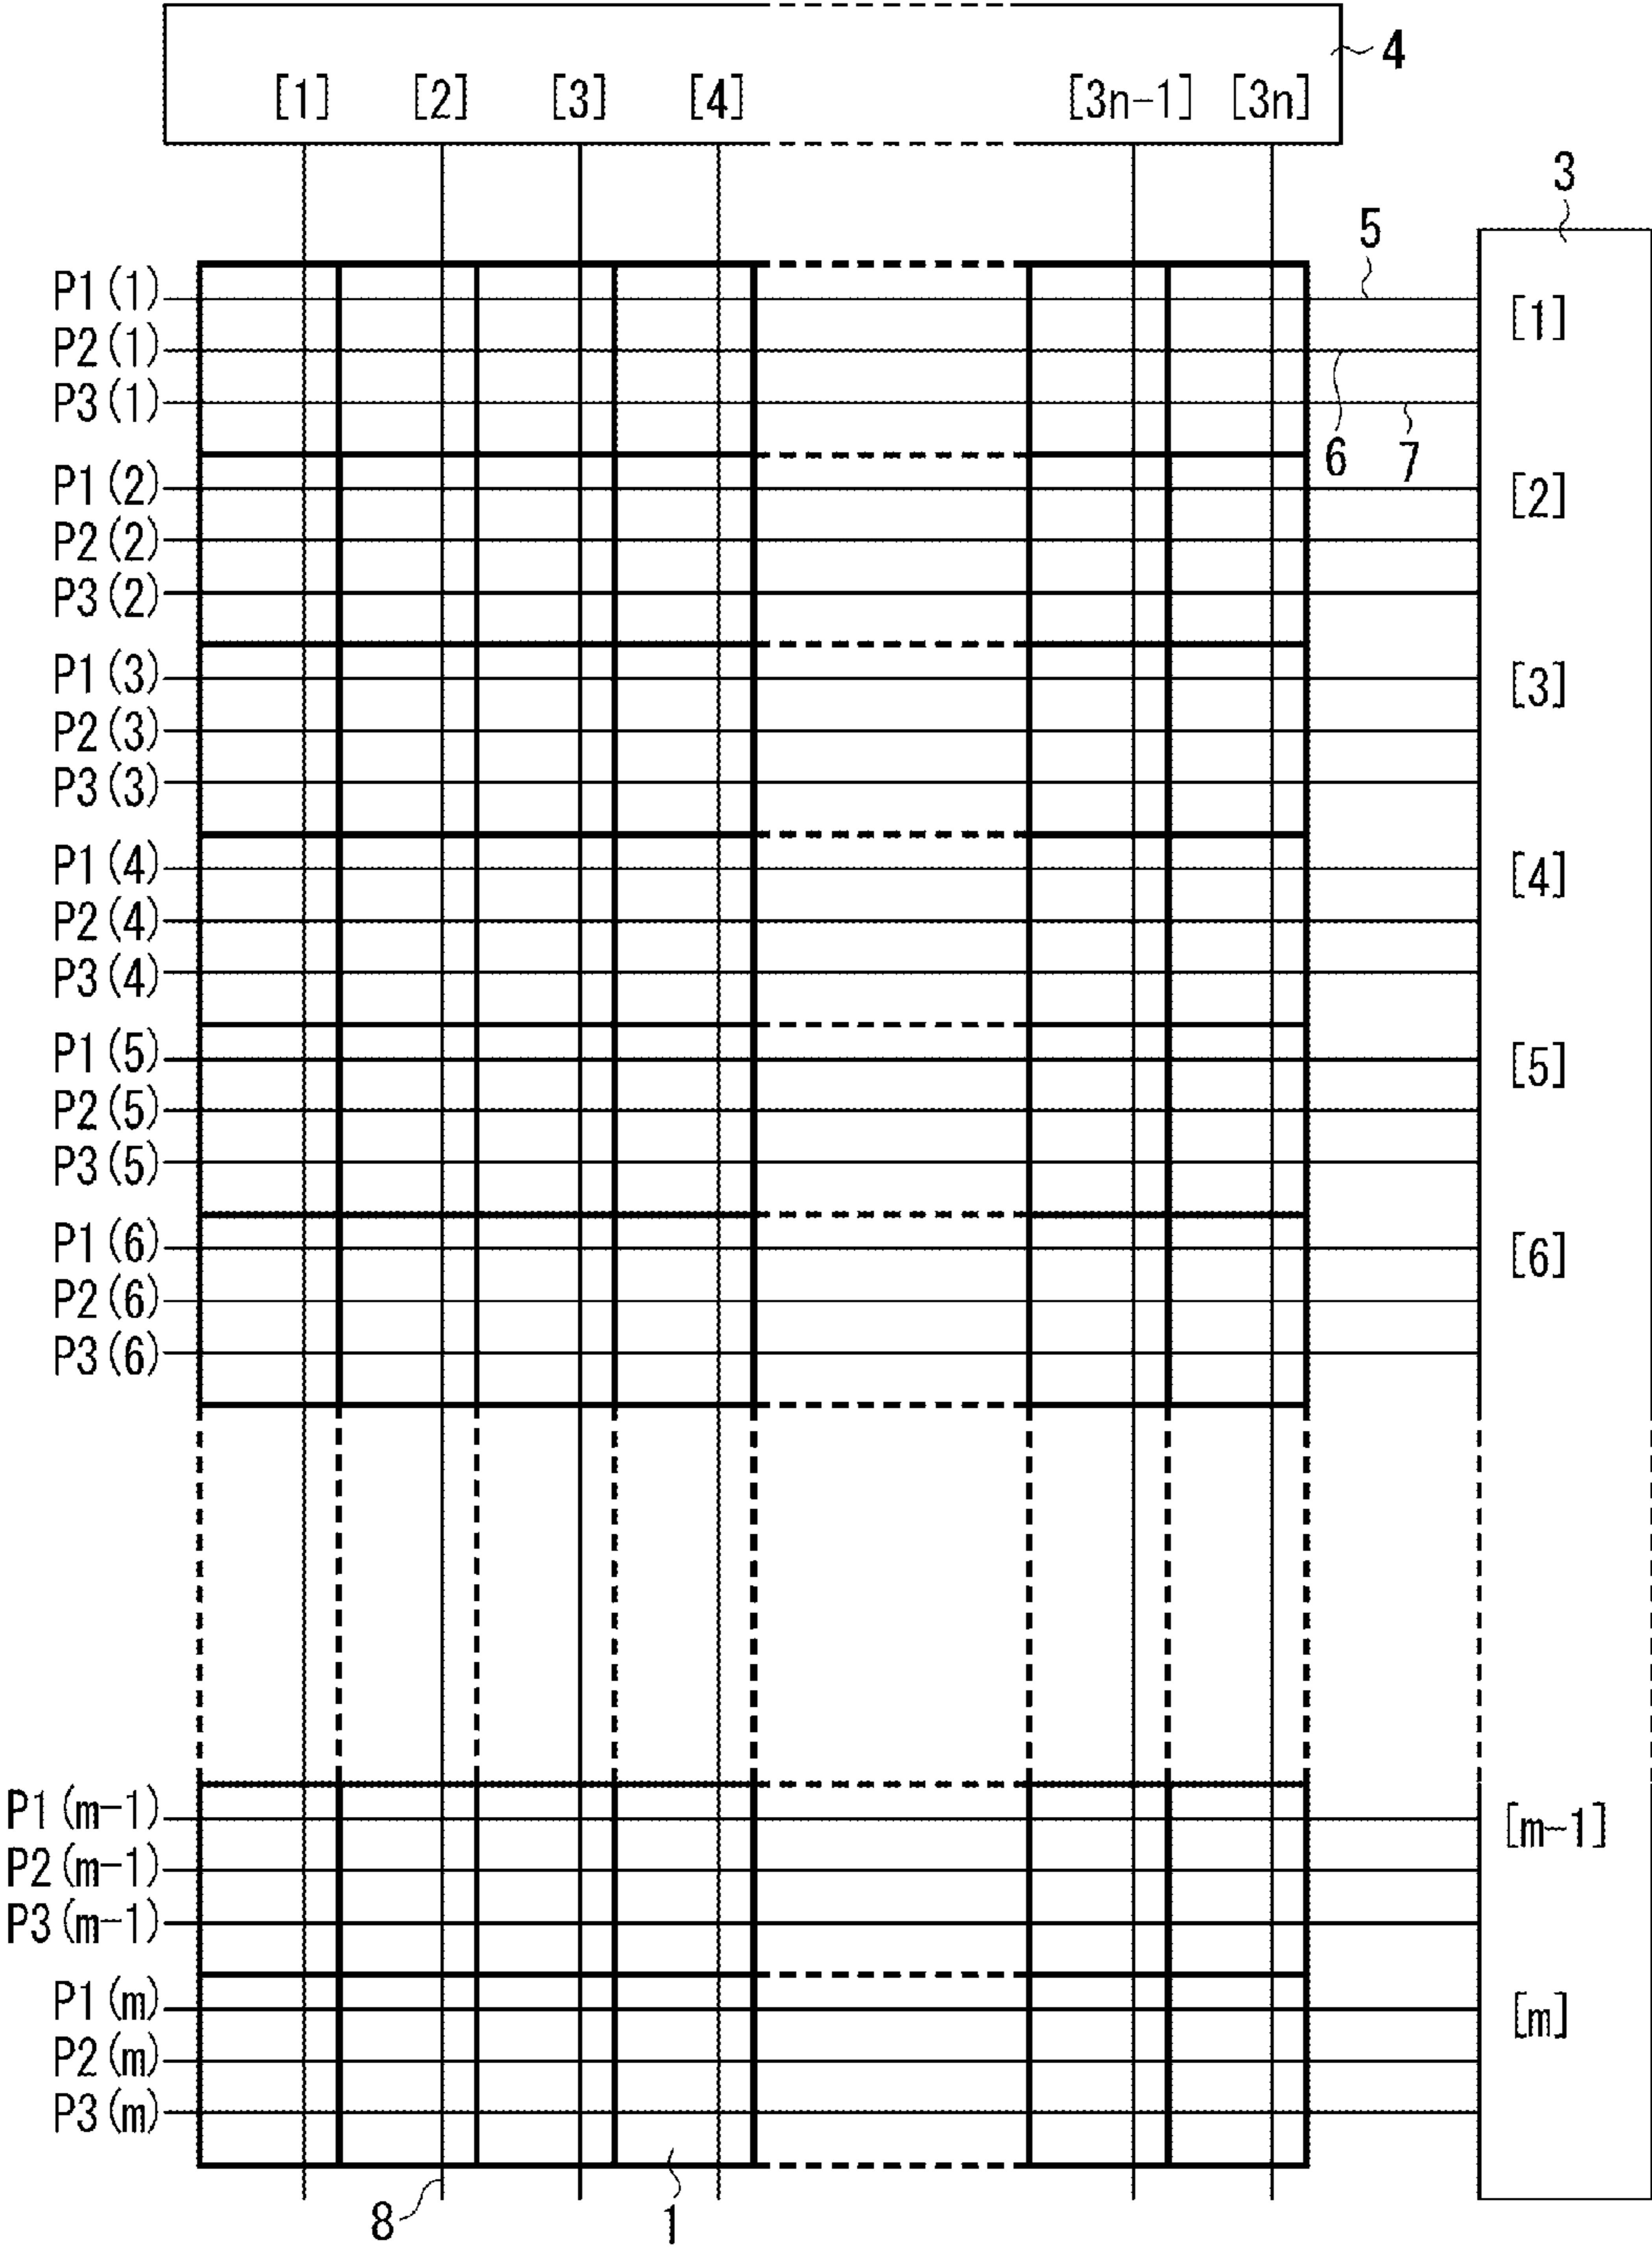 4
[1] [2] [3] [4] [3n-1] [3n]
3
5
P1(1)
[1]
P2(1)
P3(1)
6 7
P1(2)
[2]
P2(2)
P3(2)
P1(3)
[3]
P2(3)
P3(3)
P1(4)
[4]
P2(4)
P3(4)
P1(5)
[5]
P2(5)
P3(5)
P1(6)
[6]
P2(6)
P3(6)
P1(m-1)
[m-1]
P2(m-1)
P3(m-1)
P1(m)
[m]
P2(m)
P3(m)
8 1